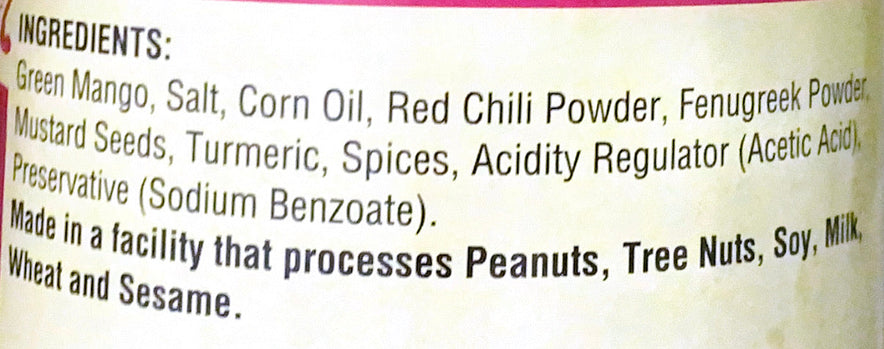 INGREDIENTS:
Green Mango, Salt, Corn Oil, Red Chili Powder, Fenugreek Powder,
Mustard Seeds, Turmeric, Spices, Acidity Regulator (Acetic Acid),
Preservative (Sodium Benzoate).
Made in a facility that processes Peanuts, Tree Nuts, Soy, Milk,
Wheat and Sesame.